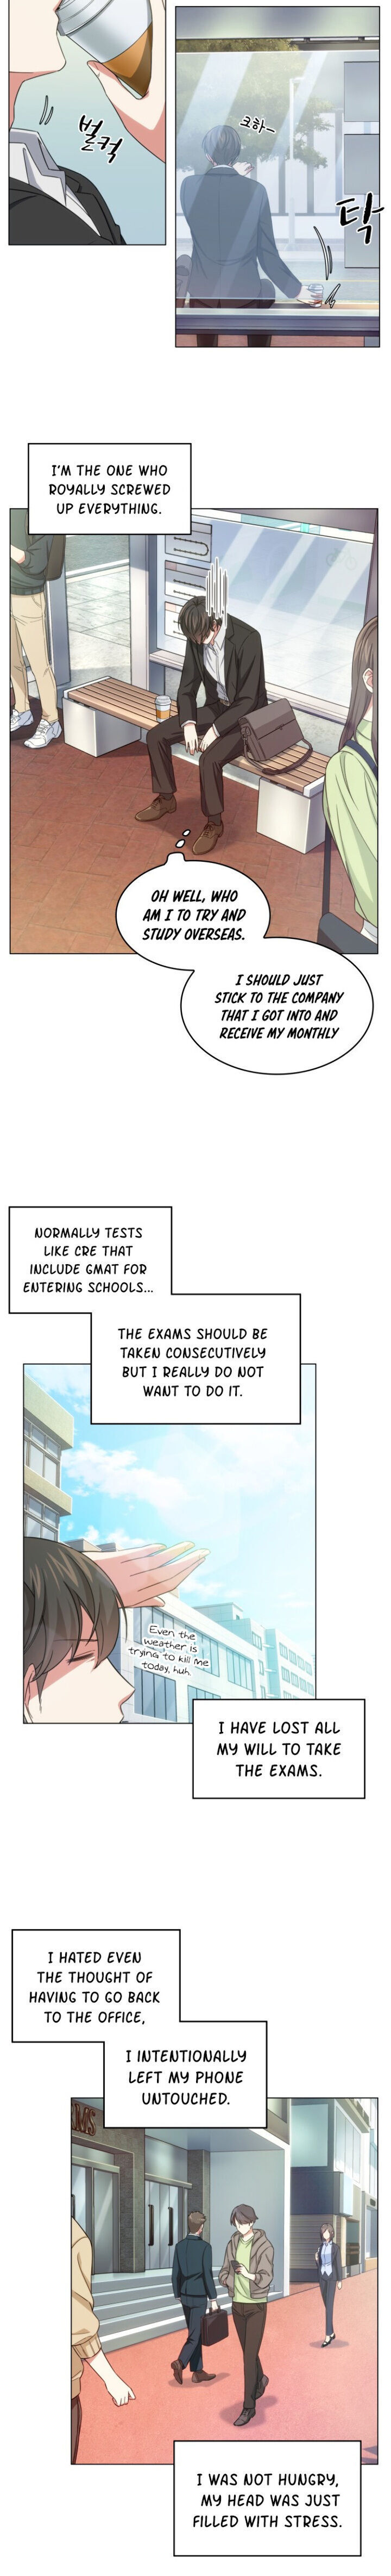 벌컥
크하-
탁
I'M THE ONE WHO
ROYALLY SCREWED
UP EVERYTHING.
OH WELL, WHO
AM I TO TRY AND
STUDY OVERSEAS.
I SHOULD JUST
STICK TO THE COMPANY
THAT I GOT INTO AND
RECEIVE MY MONTHLY
NORMALLY TESTS
LIKE CRE THAT
INCLUDE GMAT FOR
ENTERING SCHOOLS...
THE EXAMS SHOULD BE
TAKEN CONSECUTIVELY
BUT I REALLY DO NOT
WANT TO DO IT.
Even the
weather is
trying to kill me
today, huh.
I HAVE LOST ALL
MY WILL TO TAKE
THE EXAMS.
I HATED EVEN
THE THOUGHT OF
HAVING TO GO BACK
TO THE OFFICE,
I INTENTIONALLY
LEFT MY PHONE
UNTOUCHED.
MS
I WAS NOT HUNGRY,
MY HEAD WAS JUST
FILLED WITH STRESS.